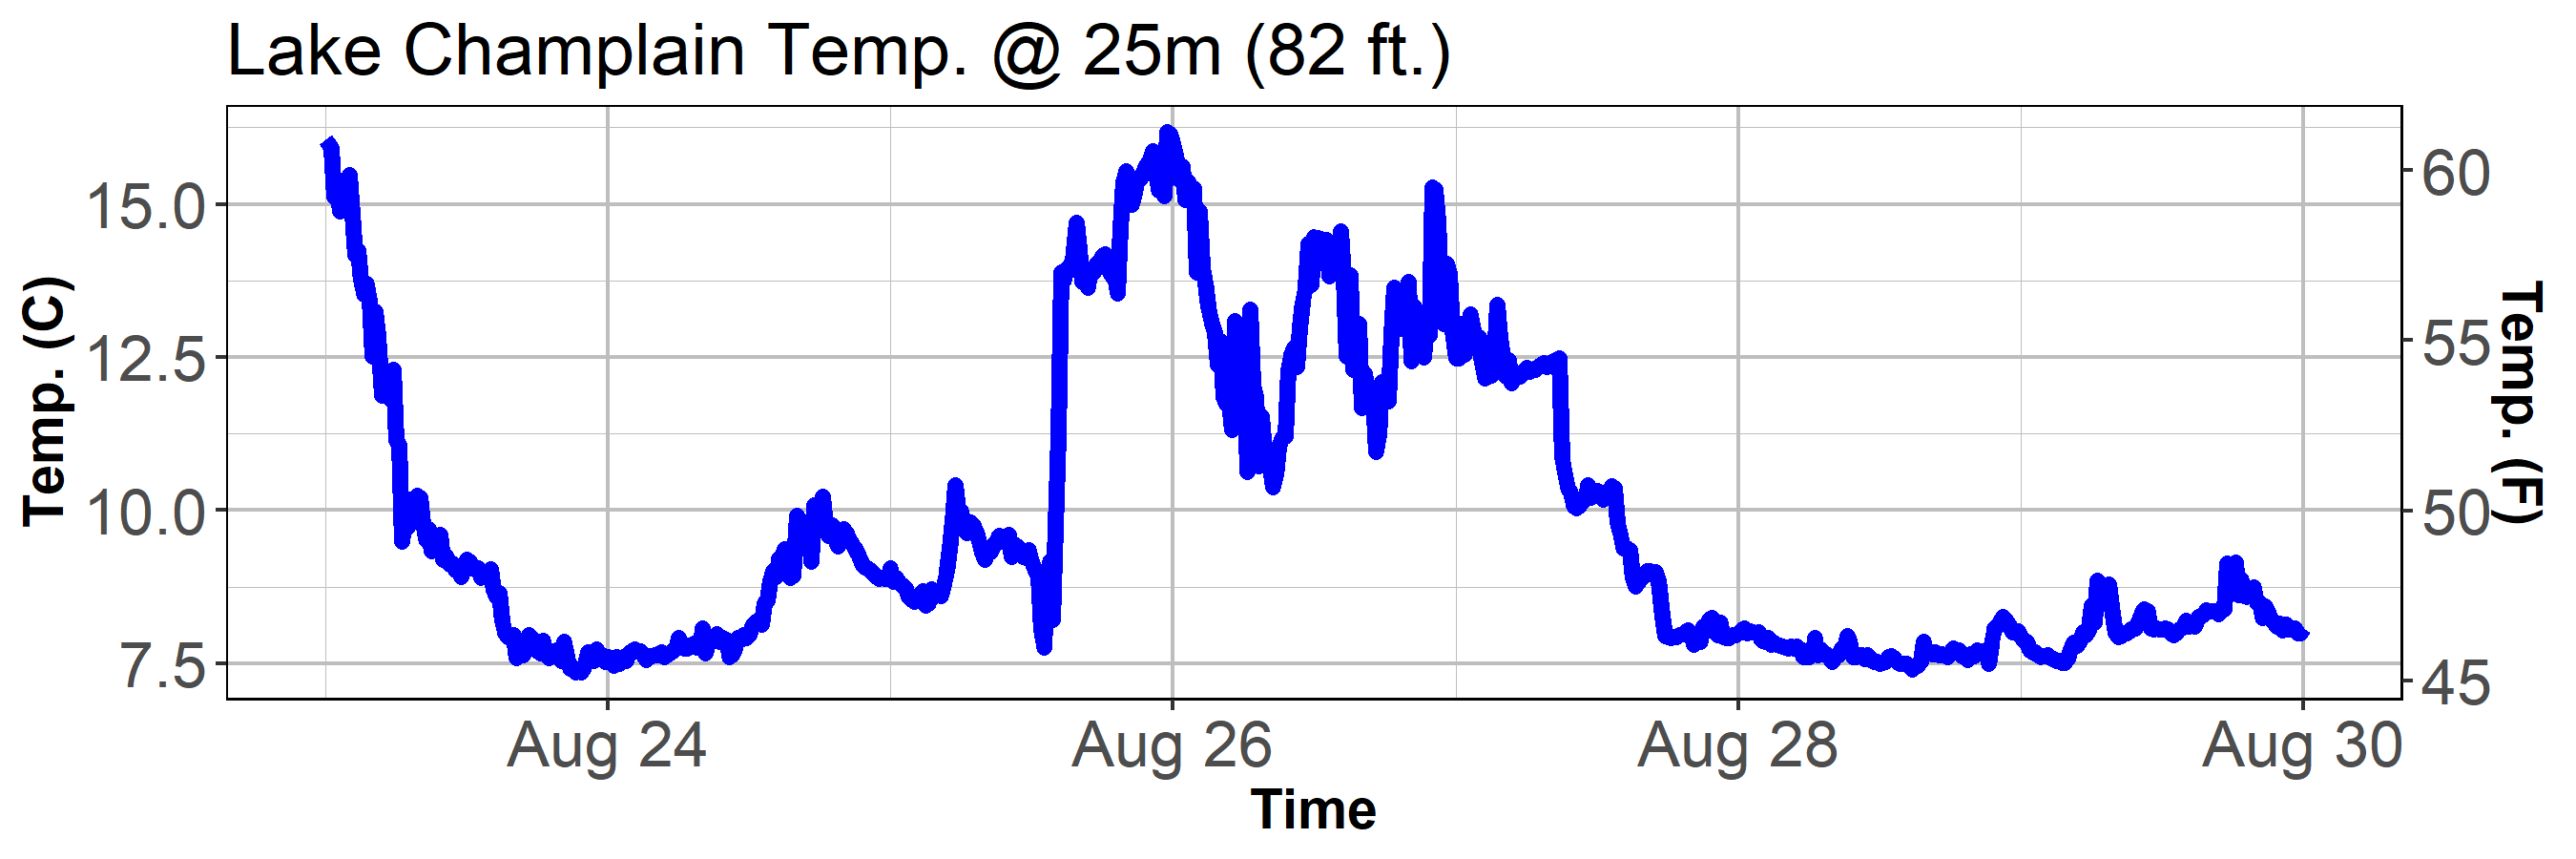 Lake Champlain Temp. @ 25m (82 ft.)
Temp. (C)
15.0
12.5
10.0
7.5
60
55
50
45
Temp. (F)
Aug 24
Aug 26
Aug 28
Aug 30
Time